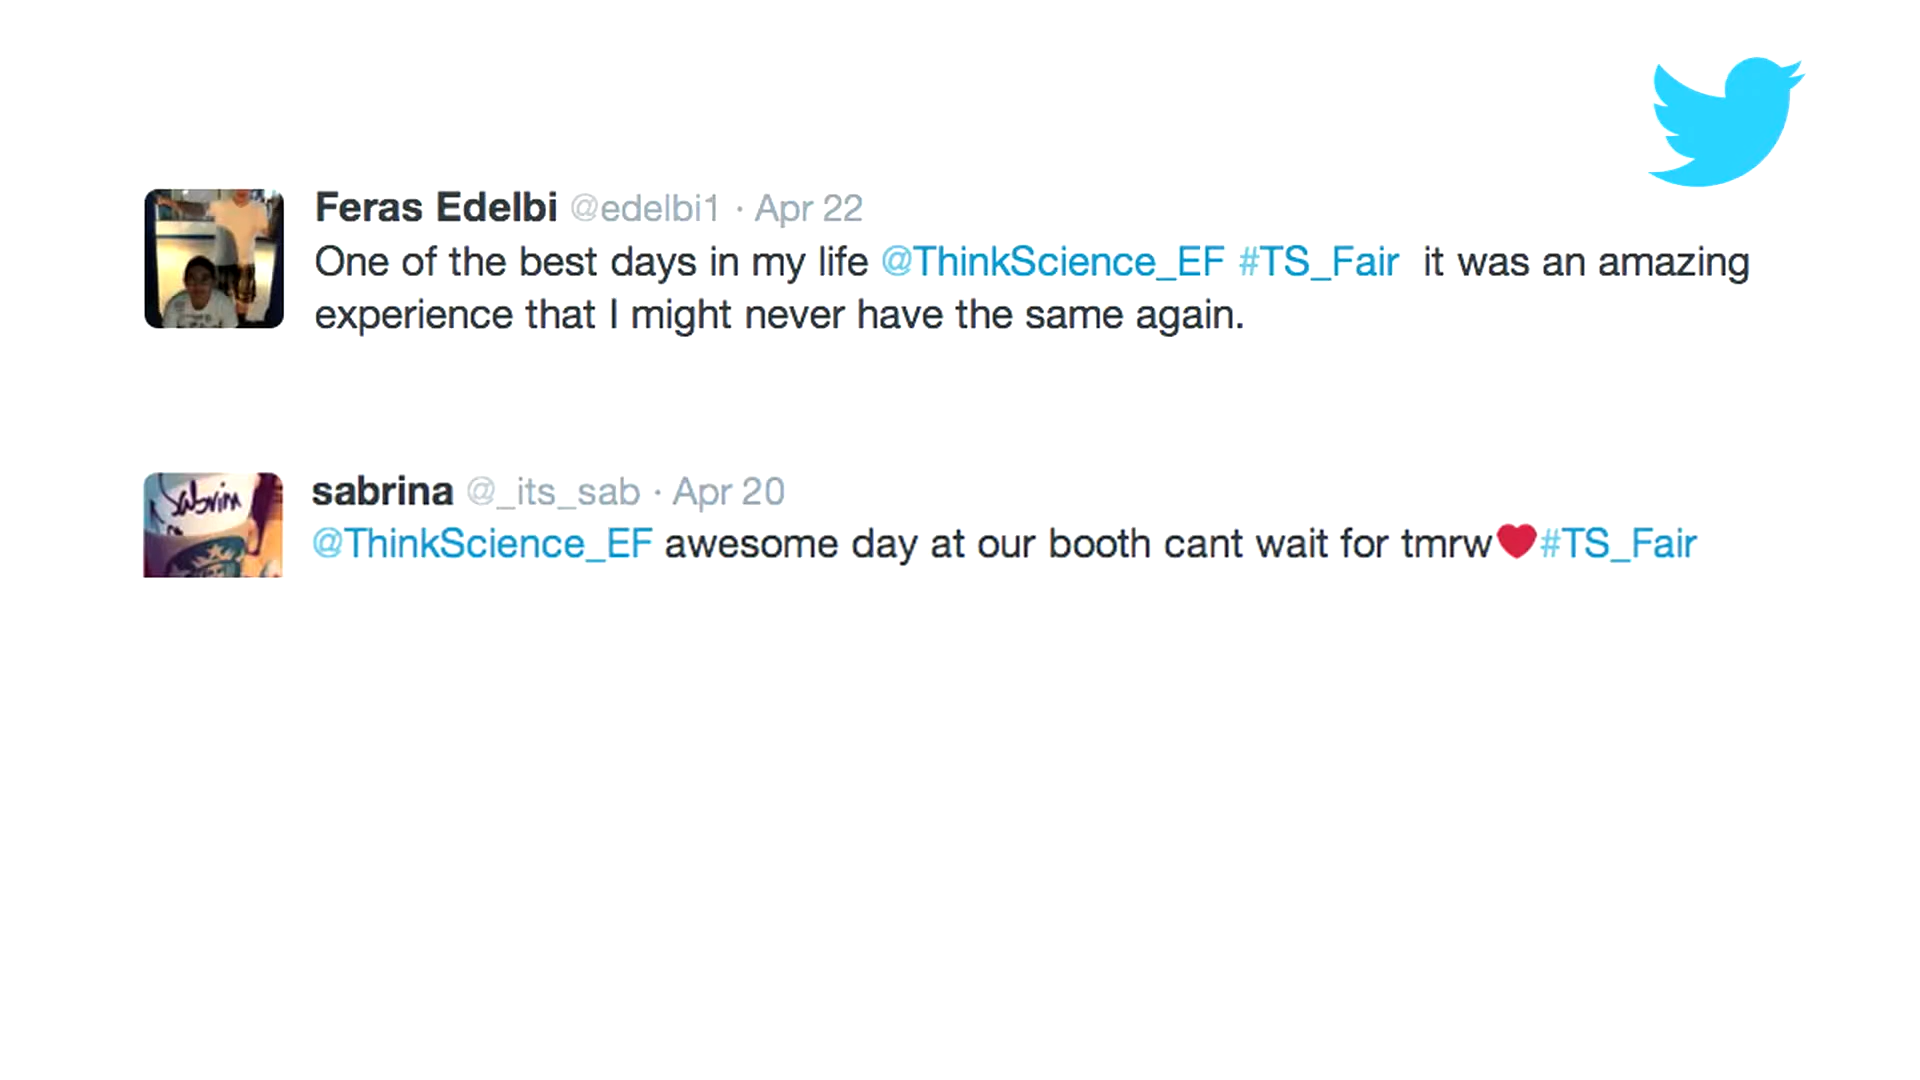 Feras Edelbi @edelbi1 · Apr 22
One of the best days in my life @ThinkScience_EF #TS_Fair it was an amazing
experience that I might never have the same again.
Sabrin
sabrina @_its_sab · Apr 20
@ThinkScience_EF awesome day at our booth cant wait for tmrw❤#TS_Fair